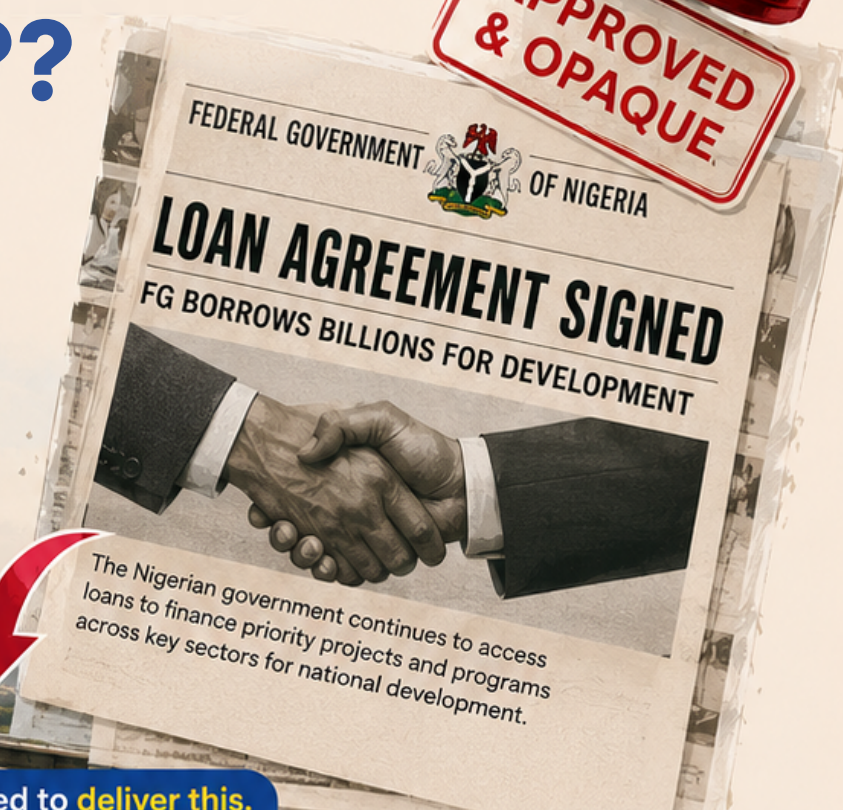 ??
APPROVED
& OPAQUE
FEDERAL GOVERNMENT OF NIGERIA
LOAN AGREEMENT SIGNED
FG BORROWS BILLIONS FOR DEVELOPMENT
The Nigerian government continues to access
loans to finance priority projects and programs
across key sectors for national development.
to deliver this.